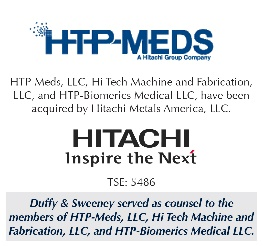 HTP-MEDS
A Hitachi Group Company
HTP Meds, LLC, Hi Tech Machine and Fabrication,
LLC, and HTP-Biomerics Medical LLC, have been
acquired by Hitachi Metals America, LLC.
HITACHI
Inspire the Next
TSE: 5486
Duffy & Sweeney served as counsel to the
members of HTP-Meds, LLC, Hi Tech Machine and
Fabrication, LLC, and HTP-Biomerics Medical LLC.